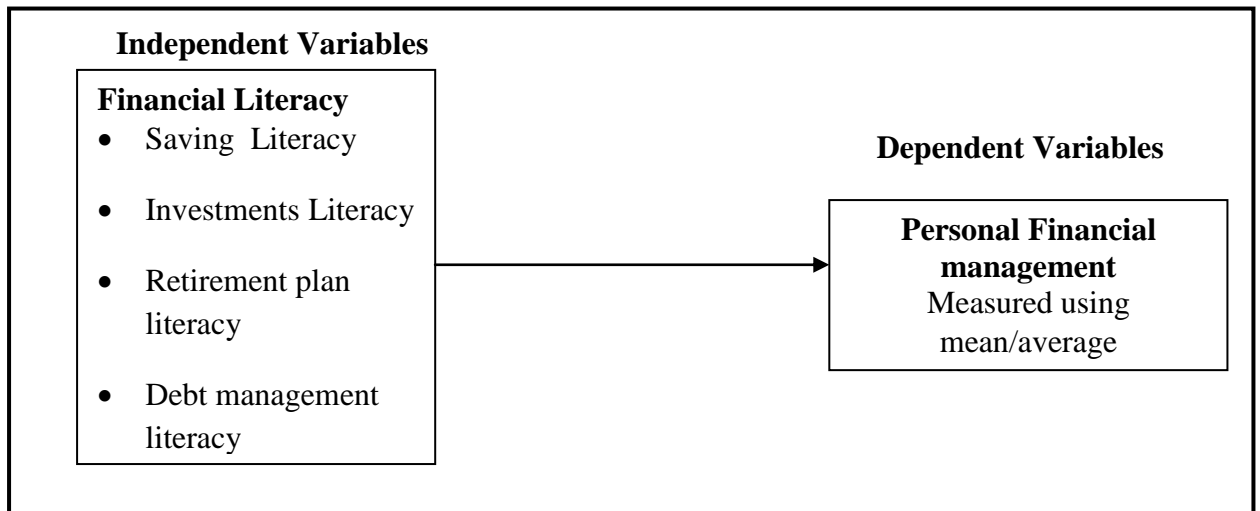 Independent Variables
Financial Literacy
• Saving Literacy
• Investments Literacy
• Retirement plan
literacy
• Debt management
literacy
Dependent Variables
Personal Financial
management
Measured using
mean/average